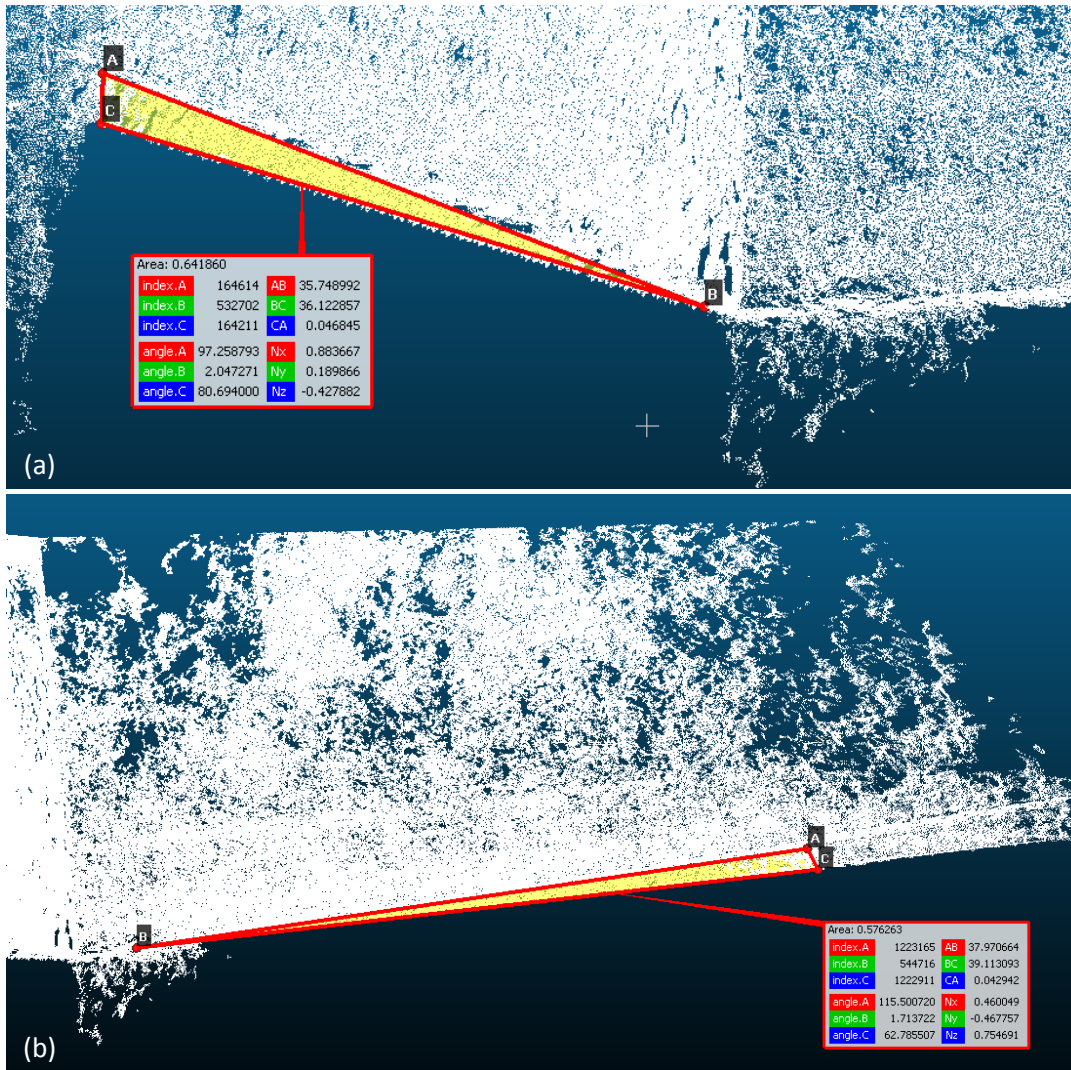 A
C
B
Area: 0.641860
index.A 164614 AB 35.748992
index.B 532702 BC 36.122857
index.C 164211 CA 0.046845
angle.A 97.258793 Nx 0.883667
angle.B 2.047271 Ny 0.189866
angle.C 80.694000 Nz -0.427882
(a)
A
C
B
Area: 0.576263
index.A 1223165 AB 37.970664
index.B 544716 BC 39.113093
index.C 1222911 CA 0.042942
angle.A 115.500720 Nx 0.460049
angle.B 1.713722 Ny -0.467757
angle.C 62.785507 Nz 0.754691
(b)